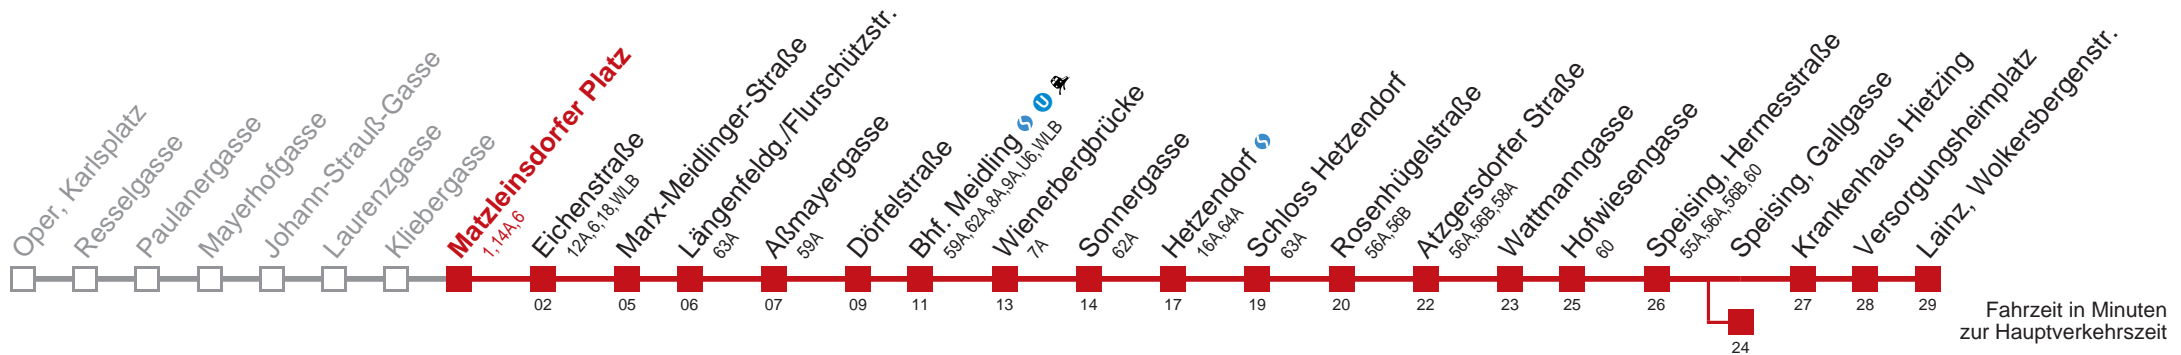 Oper, Karlsplatz
Resselgasse
Paulanergasse
Mayerhofgasse
Johann-Strauß-Gasse
Laurenzgasse
Kliebergasse
Matzleinsdorfer Platz
1, 14A, 6
Eichenstraße
12A, 6, 18, WLB
Marx-Meidlinger-Straße
Längenfeldg./Flurschützstr.
63A
Aßmayergasse
59A
Dörfelstraße
Bhf. Meidling
U
59A, 62A, 8A, 9A, U6, WLB
Wienerbergbrücke
7A
Sonnergasse
62A
Hetzendorf
16A, 64A
Schloss Hetzendorf
63A
Rosenhügelstraße
56A, 56B
Atzgersdorfer Straße
56A, 56B, 58A
Wattmanngasse
Hofwiesengasse
60
Speising, Hermesstraße
55A, 56A, 56B, 60
Speising, Gallgasse
Krankenhaus Hietzing
Versorgungsheimplatz
Lainz, Wolkersbergenstr.
02 05 06 07 09 11 13 14 17 19 20 22 23 25 26 27 28 29
24
Fahrzeit in Minuten
zur Hauptverkehrszeit